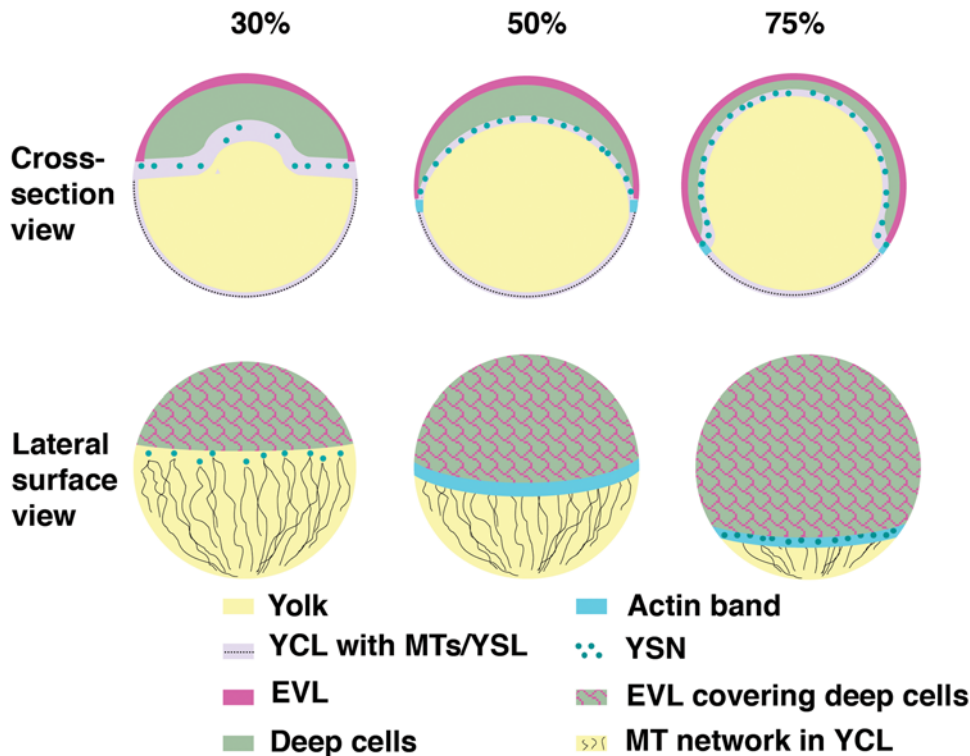 30%
50%
75%
Cross-
section
view
Lateral
surface
view
Yolk
Actin band
YCL with MTs/YSL
YSN
EVL
EVL covering deep cells
Deep cells
MT network in YCL